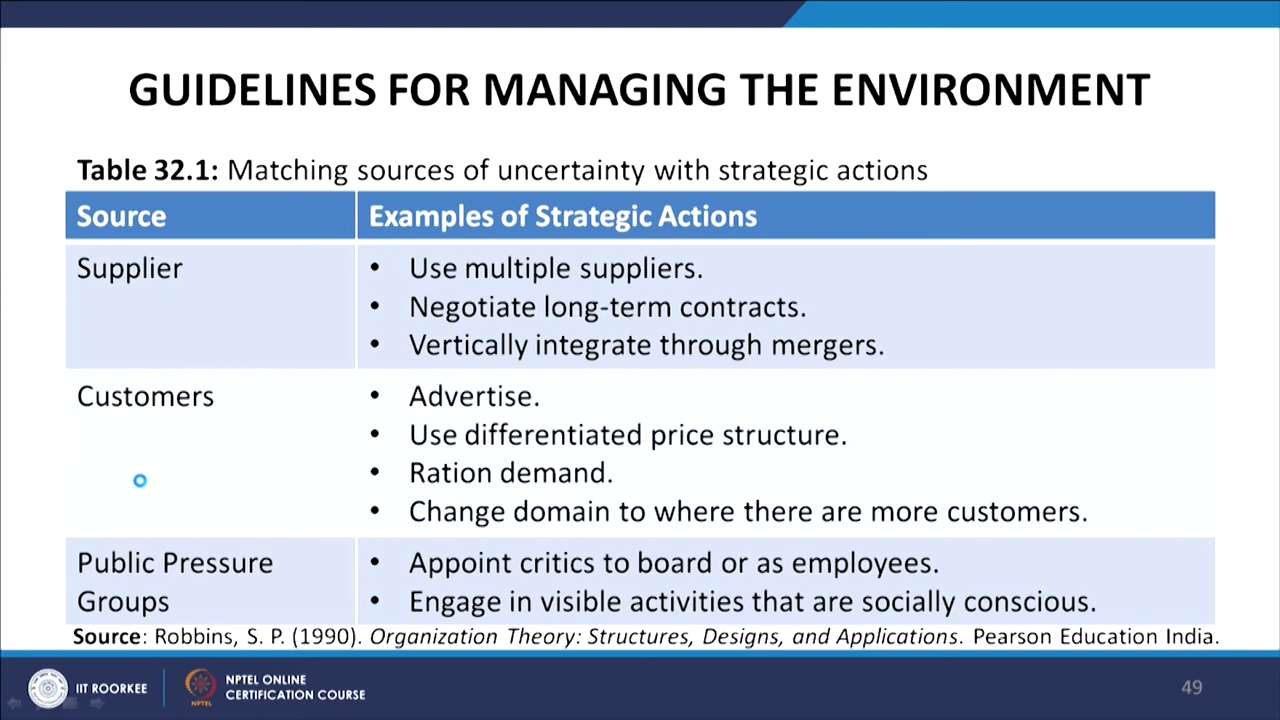 GUIDELINES FOR MANAGING THE ENVIRONMENT
Table 32.1: Matching sources of uncertainty with strategic actions
Source
Examples of Strategic Actions
Supplier
• Use multiple suppliers.
• Negotiate long-term contracts.
• Vertically integrate through mergers.
Customers
• Advertise.
• Use differentiated price structure.
• Ration demand.
• Change domain to where there are more customers.
Public Pressure
Groups
• Appoint critics to board or as employees.
• Engage in visible activities that are socially conscious.
Source: Robbins, S. P. (1990). Organization Theory: Structures, Designs, and Applications. Pearson Education India.
IIT ROORKEE
NPTEL
NPTEL ONLINE
CERTIFICATION COURSE
49